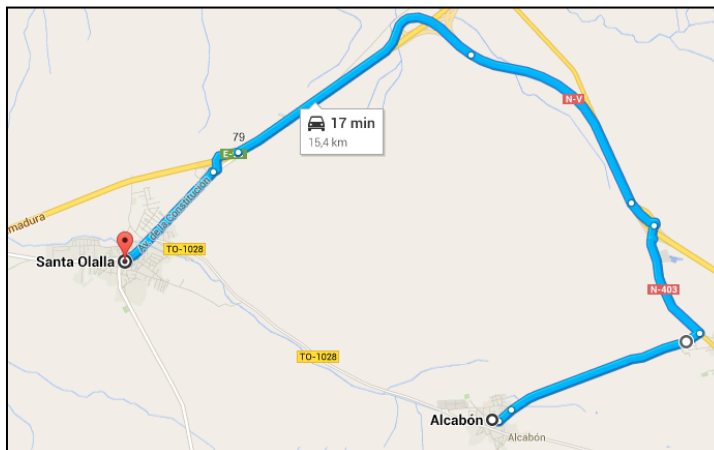 N-V
17 min
15,4 km
79
E-
Av. de la Constitución
madura
TO-1028
Santa Olalla
N-403
TO-1028
Alcabón
Alcabón